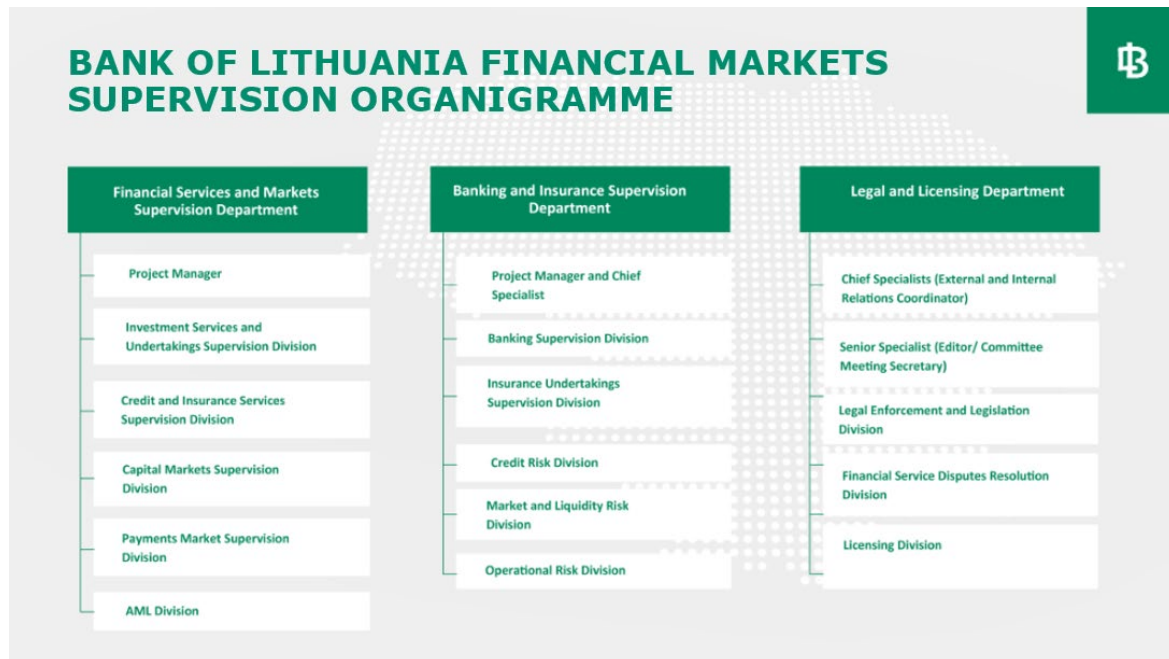 BANK OF LITHUANIA FINANCIAL MARKETS
SUPERVISION ORGANIGRAMME
Financial Services and Markets
Supervision Department
Project Manager
Investment Services and
Undertakings Supervision Division
Credit and Insurance Services
Supervision Division
Capital Markets Supervision
Division
Payments Market Supervision
Division
AML Division
Banking and Insurance Supervision
Department
Project Manager and Chief
Specialist
Banking Supervision Division
Insurance Undertakings
Supervision Division
Credit Risk Division
Market and Liquidity Risk
Division
Operational Risk Division
Legal and Licensing Department
Chief Specialists (External and Internal
Relations Coordinator)
Senior Specialist (Editor/ Committee
Meeting Secretary)
Legal Enforcement and Legislation
Division
Financial Service Disputes Resolution
Division
Licensing Division